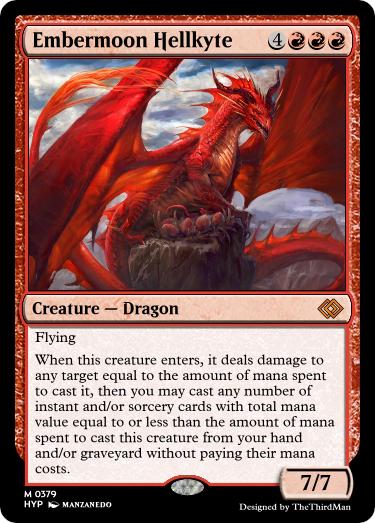 Embermoon Hellkyte 4
Creature — Dragon
Flying
When this creature enters, it deals damage to
any target equal to the amount of mana spent
to cast it, then you may cast any number of
instant and/or sorcery cards with total mana
value equal to or less than the amount of mana
spent to cast this creature from your hand
and/or graveyard without paying their mana
costs.
7/7
M 0379
HYP MANZANEDO
Designed by TheThirdMan